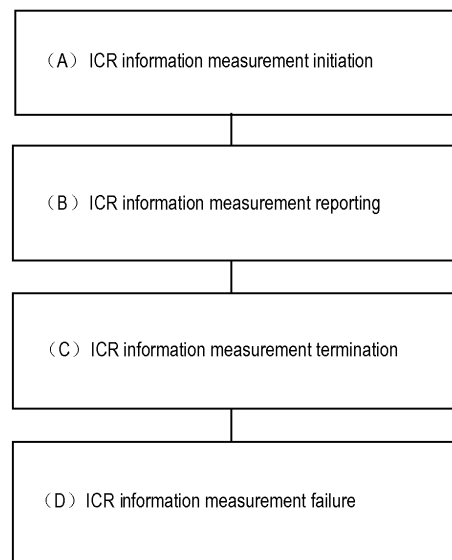 （A） ICR information measurement initiation
（B） ICR information measurement reporting
（C） ICR information measurement termination
（D） ICR information measurement failure